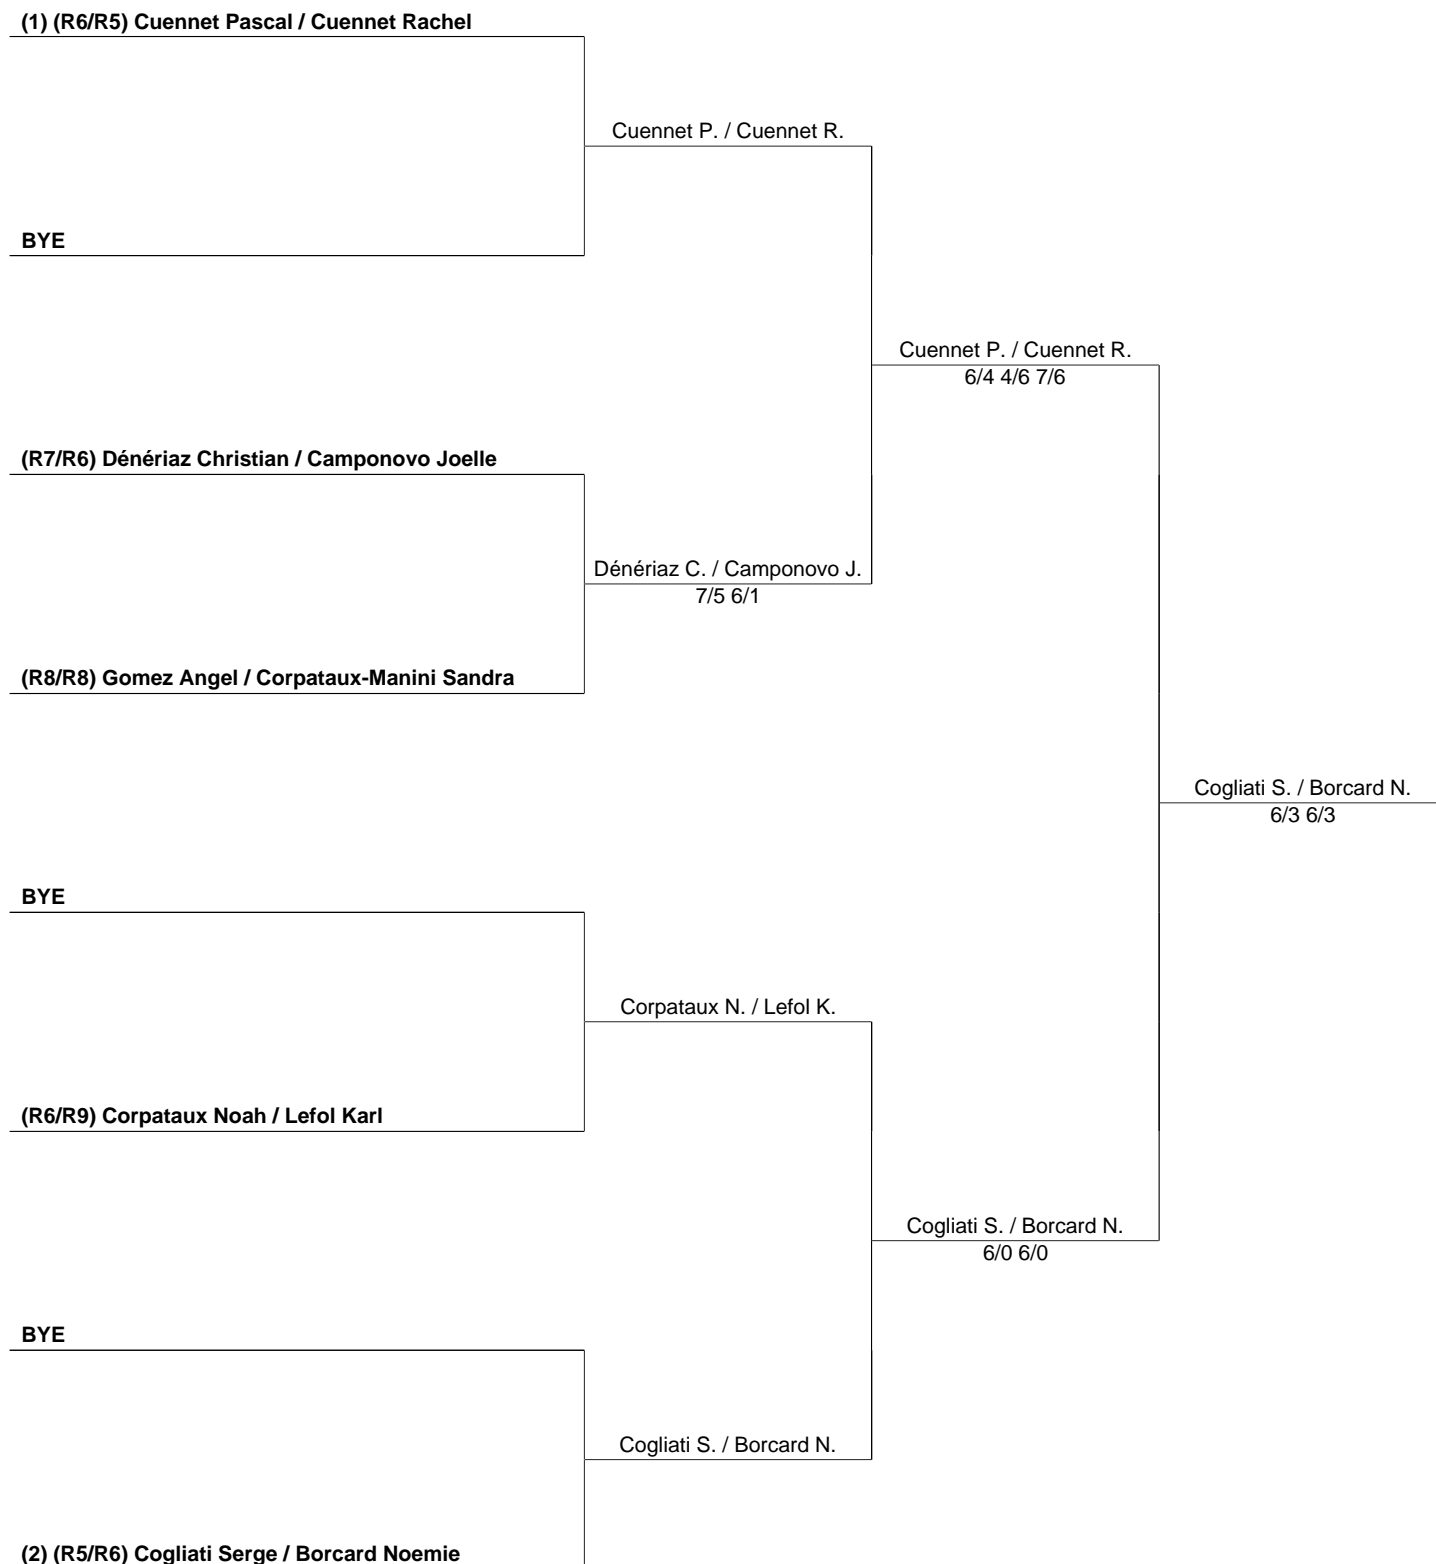 (1) (R6/R5) Cuennet Pascal / Cuennet Rachel
Cuennet P. / Cuennet R.
BYE
Cuennet P. / Cuennet R.
6/4 4/6 7/6
(R7/R6) Dénériaz Christian / Camponovo Joelle
Dénériaz C. / Camponovo J.
7/5 6/1
(R8/R8) Gomez Angel / Corpataux-Manini Sandra
Cogliati S. / Borcard N.
6/3 6/3
BYE
Corpataux N. / Lefol K.
(R6/R9) Corpataux Noah / Lefol Karl
Cogliati S. / Borcard N.
6/0 6/0
BYE
Cogliati S. / Borcard N.
(2) (R5/R6) Cogliati Serge / Borcard Noemie